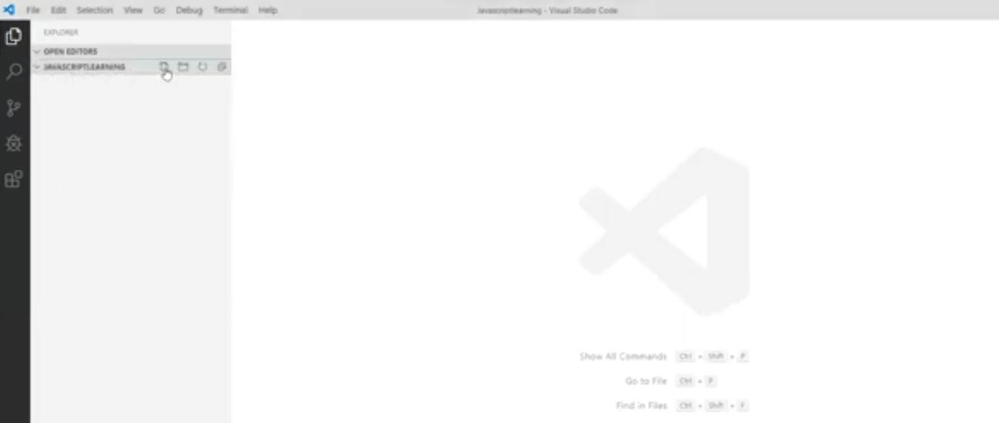 File Edit Selection View Go Debug Terminal Help
Javascriptlearning - Visual Studio Code
EXPLORER
OPEN EDITORS
JAVASCRIPTLEARNING
Show All Commands Ctrl + Shift + P
Go to File Ctrl + P
Find in Files Ctrl + Shift + F